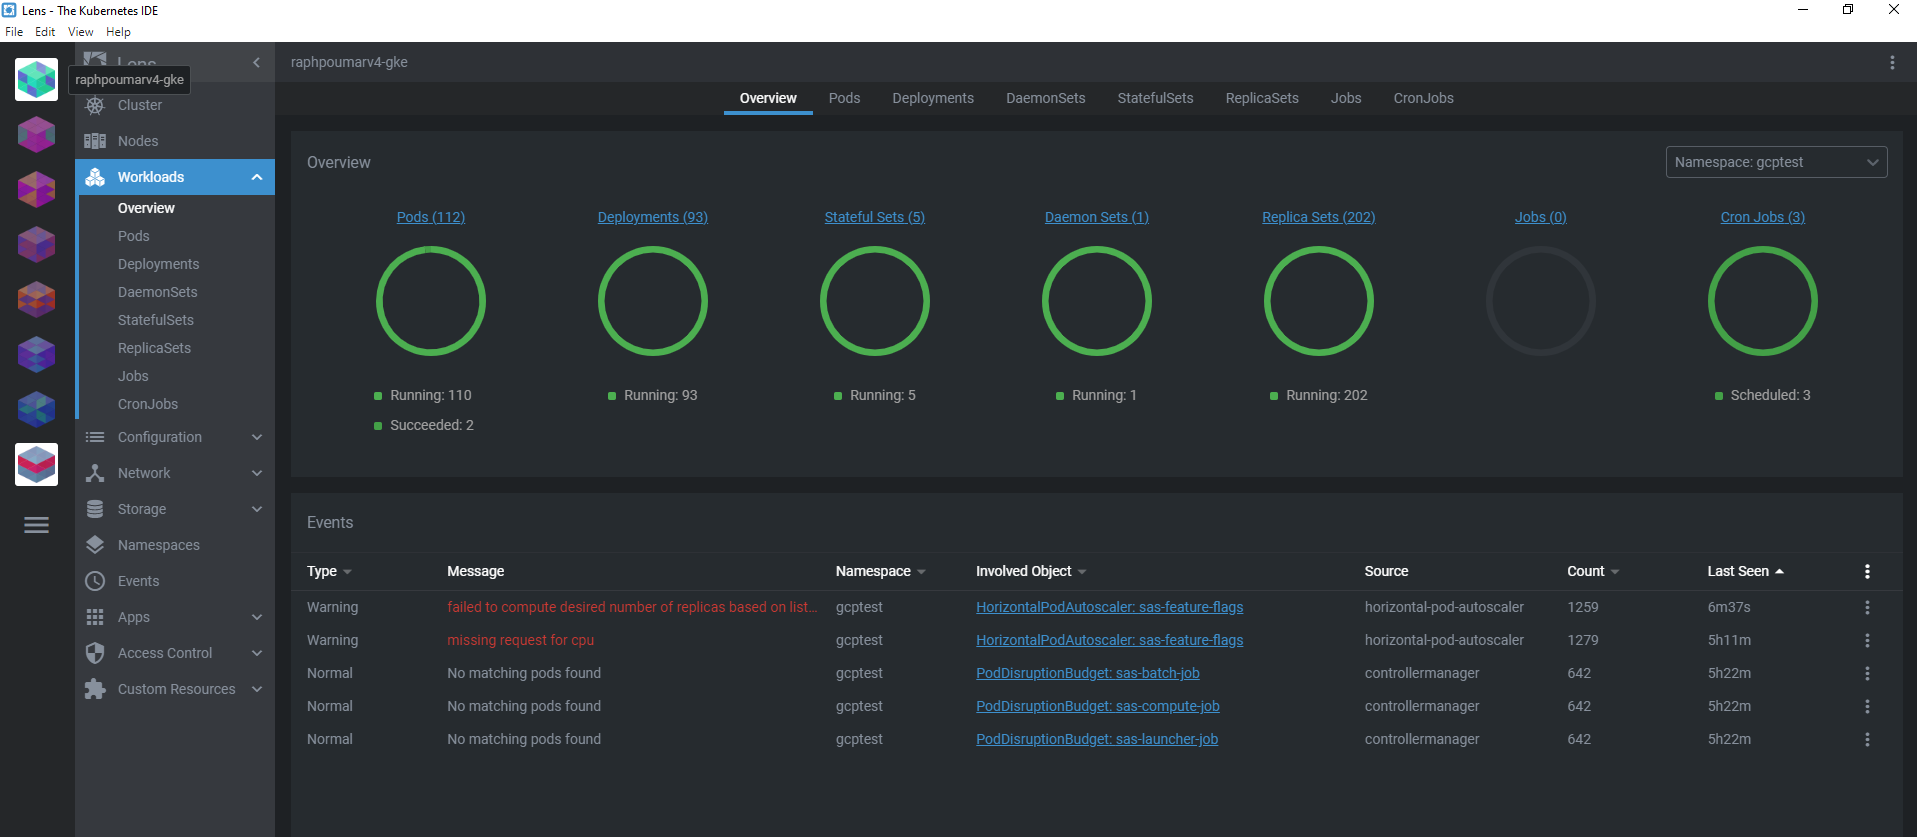 Lens - The Kubernetes IDE
File Edit View Help
Lens
raphpoumarv4-gke
raphpoumarv4-gke
Cluster
Nodes
Workloads
Overview
Pods
Deployments
DaemonSets
StatefulSets
ReplicaSets
Jobs
CronJobs
Configuration
Network
Storage
Namespaces
Events
Apps
Access Control
Custom Resources
Overview Pods Deployments DaemonSets StatefulSets ReplicaSets Jobs CronJobs
Overview
Namespace: gcptest
Pods (112) Deployments (93) Stateful Sets (5) Daemon Sets (1) Replica Sets (202) Jobs (0) Cron Jobs (3)
Running: 110 Running: 93 Running: 5 Running: 1 Running: 202 Scheduled: 3
Succeeded: 2
Events
Type Message Namespace Involved Object Source Count Last Seen
Warning failed to compute desired number of replicas based on list... gcptest HorizontalPodAutoscaler: sas-feature-flags horizontal-pod-autoscaler 1259 6m37s
Warning missing request for cpu gcptest HorizontalPodAutoscaler: sas-feature-flags horizontal-pod-autoscaler 1279 5h11m
Normal No matching pods found gcptest PodDisruptionBudget: sas-batch-job controllermanager 642 5h22m
Normal No matching pods found gcptest PodDisruptionBudget: sas-compute-job controllermanager 642 5h22m
Normal No matching pods found gcptest PodDisruptionBudget: sas-launcher-job controllermanager 642 5h22m